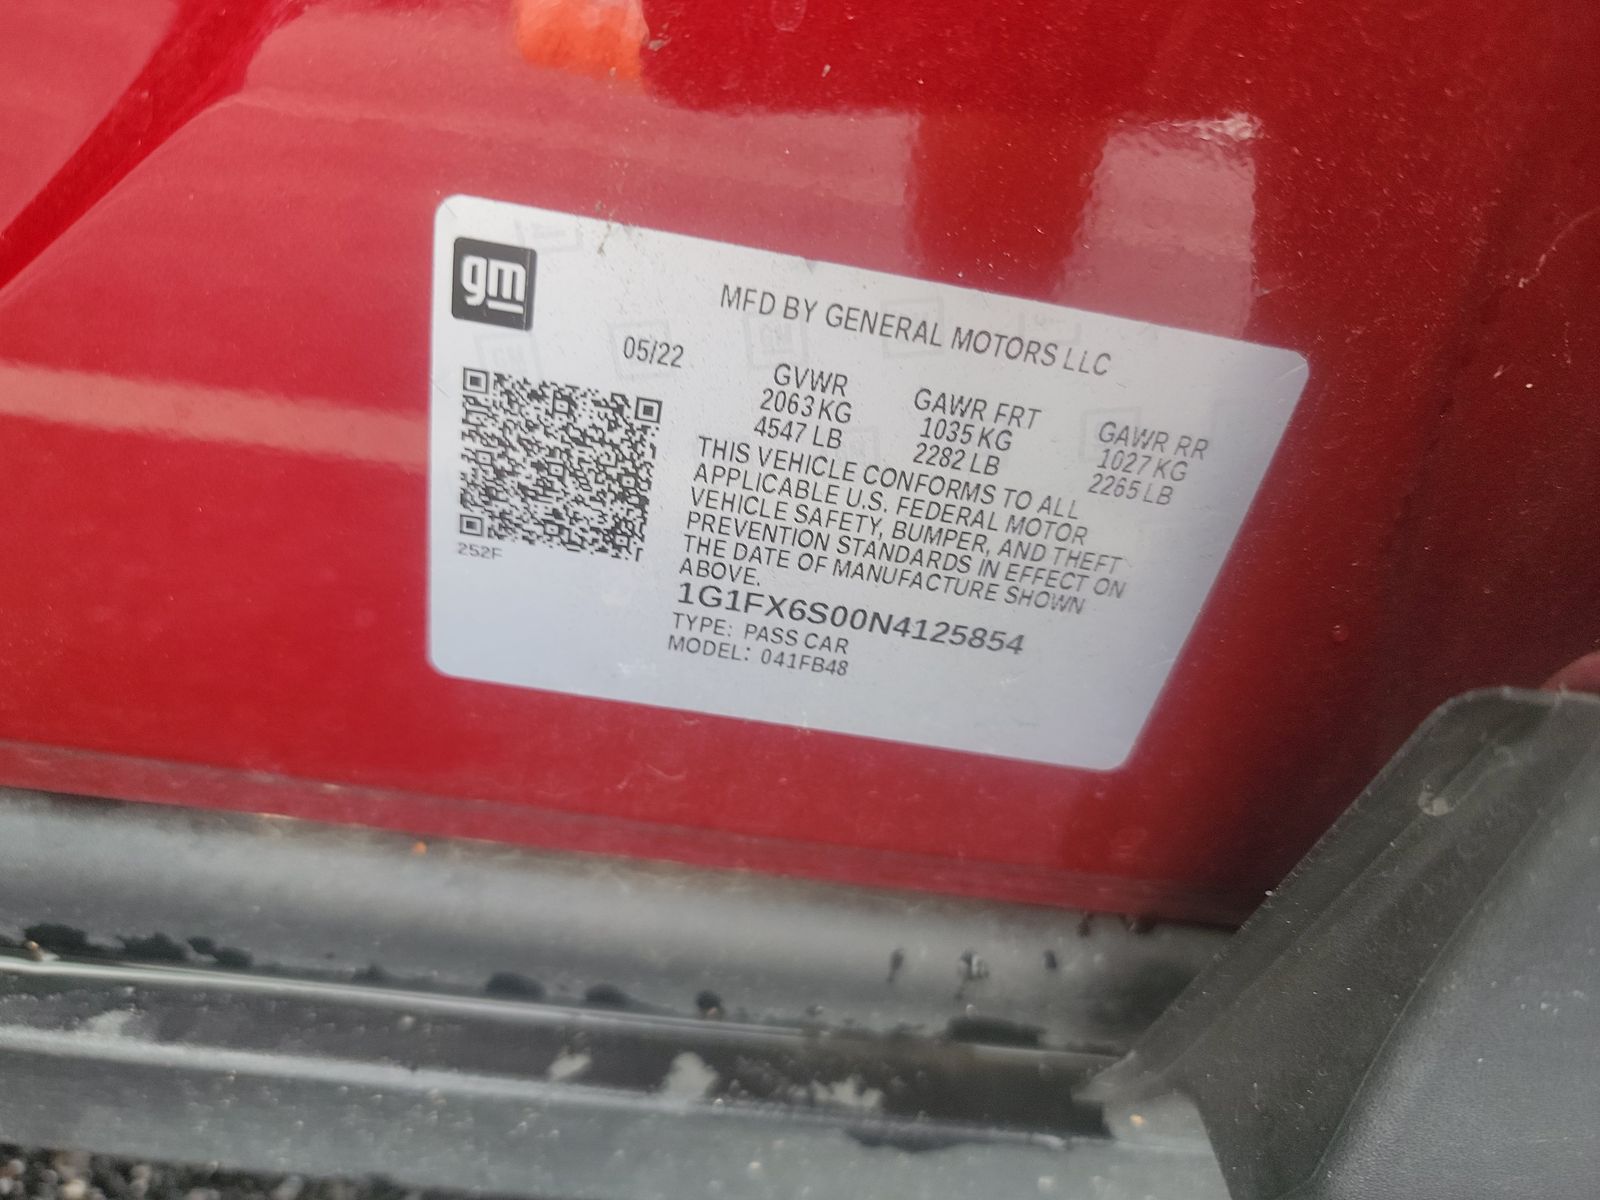 gm
MFD BY GENERAL MOTORS LLC
05/22
GVWR
2063 KG
4547 LB
GAWR FRT
1035 KG
2282 LB
GAWR RR
1027 KG
2265 LB
THIS VEHICLE CONFORMS TO ALL
APPLICABLE U.S. FEDERAL MOTOR
VEHICLE SAFETY, BUMPER, AND THEFT
PREVENTION STANDARDS IN EFFECT ON
THE DATE OF MANUFACTURE SHOWN
ABOVE.
252F
1G1FX6S00N4125854
TYPE: PASS CAR
MODEL: 041FB48